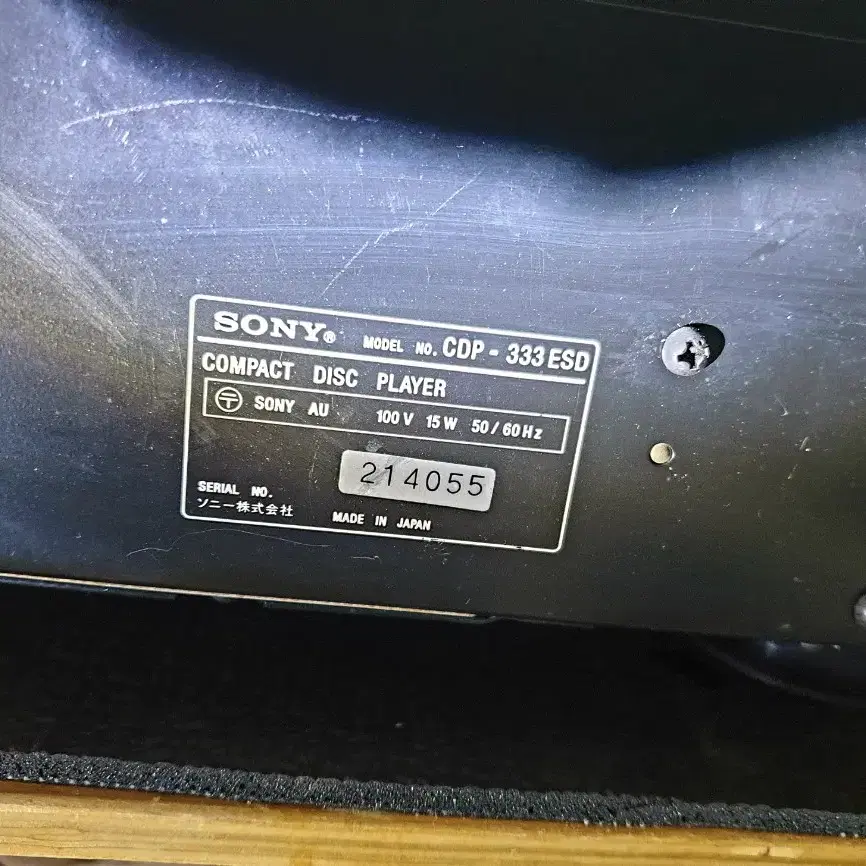 SONY® MODEL NO. CDP - 333ESD
COMPACT DISC PLAYER
〒 SONY AU 100V 15W 50/60Hz
214055
SERIAL NO.
ソニー株式会社 MADE IN JAPAN